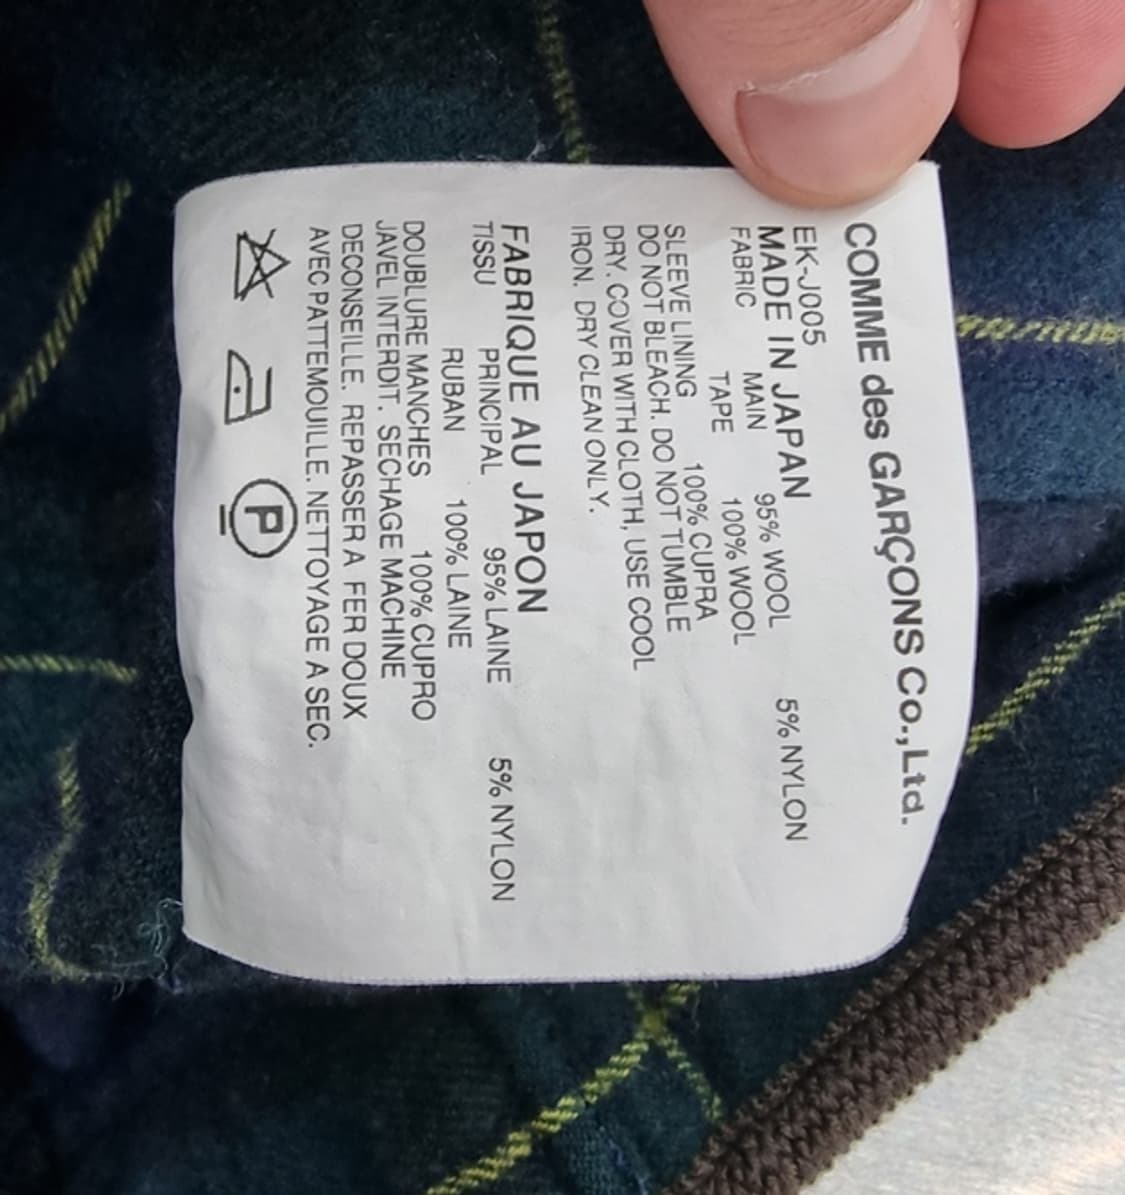 COMME des GARÇONS Co.,Ltd.
EK-J005
MADE IN JAPAN
FABRIC MAIN 95% WOOL 5% NYLON
TAPE 100% WOOL
SLEEVE LINING 100% CUPRA
DO NOT BLEACH. DO NOT TUMBLE
DRY. COVER WITH CLOTH, USE COOL
IRON. DRY CLEAN ONLY.
FABRIQUE AU JAPON
TISSU PRINCIPAL 95% LAINE 5% NYLON
RUBAN 100% LAINE
DOUBLURE MANCHES 100% CUPRO
JAVEL INTERDIT. SECHAGE MACHINE
DECONSEILLE. REPASSER A FER DOUX
AVEC PATTEMOUILLE. NETTOYAGE A SEC.
P